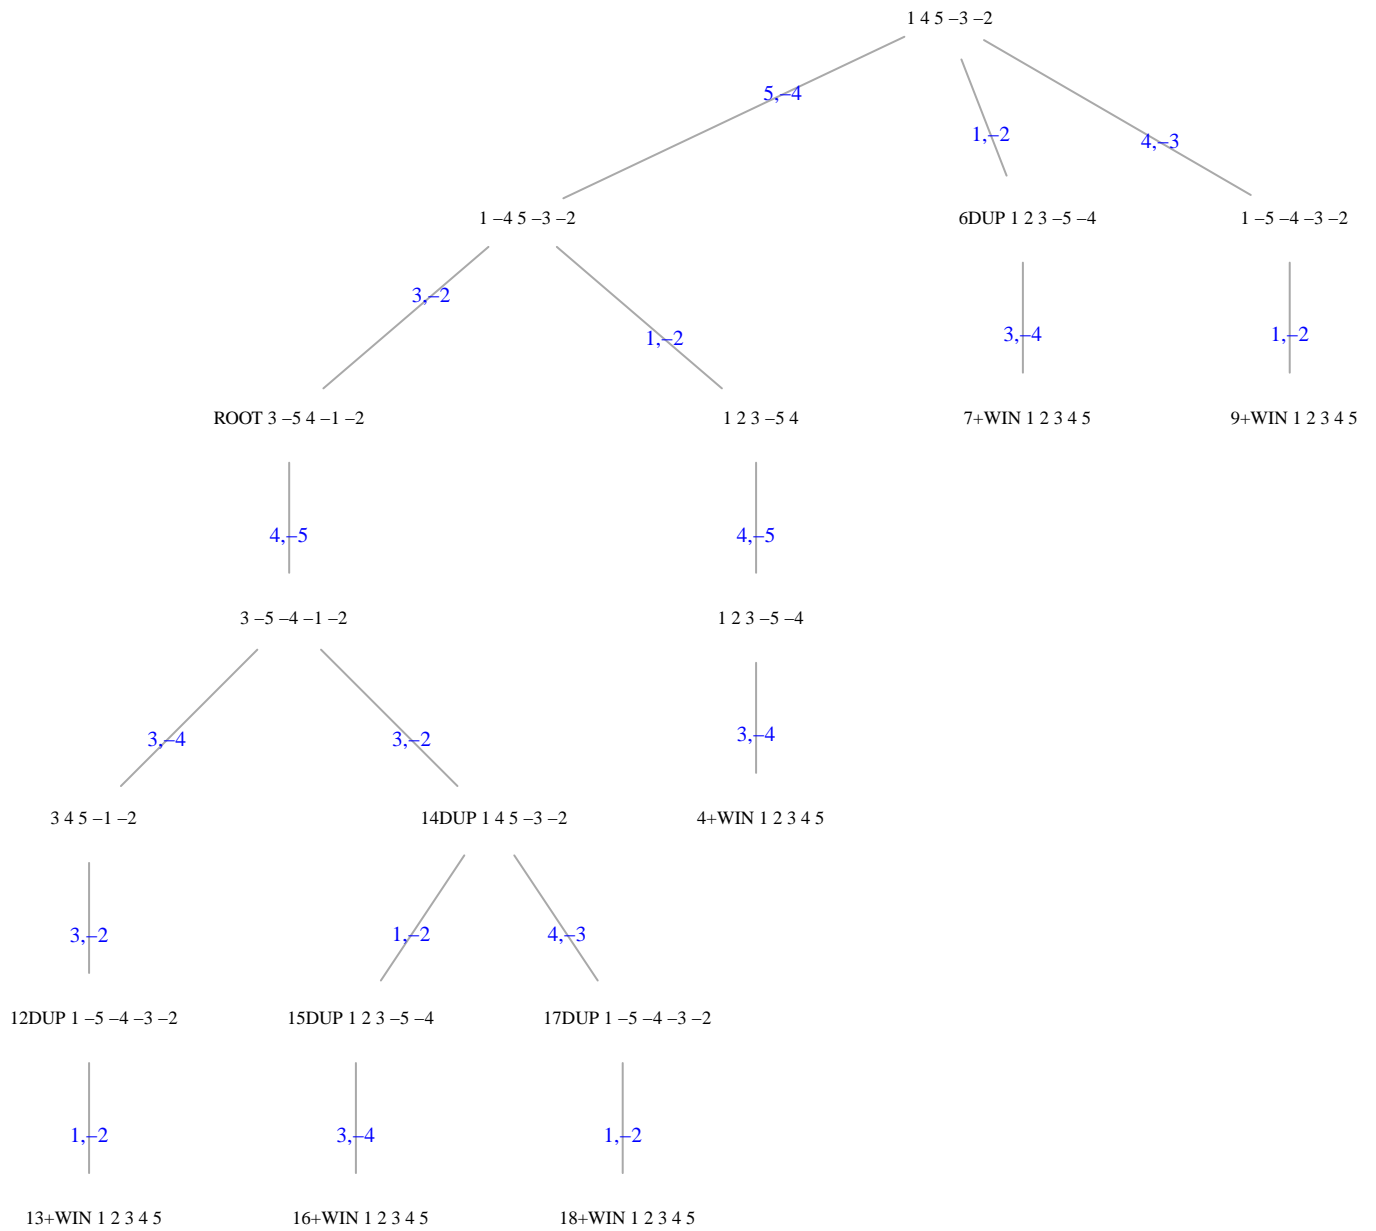 1 4 5 –3 –2
5,–4
1,–2
4,–3
1 –4 5 –3 –2
6DUP 1 2 3 –5 –4
1 –5 –4 –3 –2
3,–2
1,–2
3,–4
1,–2
ROOT 3 –5 4 –1 –2
1 2 3 –5 4
7+WIN 1 2 3 4 5
9+WIN 1 2 3 4 5
4,–5
4,–5
3 –5 –4 –1 –2
1 2 3 –5 –4
3,–4
3,–2
3,–4
3 4 5 –1 –2
14DUP 1 4 5 –3 –2
4+WIN 1 2 3 4 5
3,–2
1,–2
4,–3
12DUP 1 –5 –4 –3 –2
15DUP 1 2 3 –5 –4
17DUP 1 –5 –4 –3 –2
1,–2
3,–4
1,–2
13+WIN 1 2 3 4 5
16+WIN 1 2 3 4 5
18+WIN 1 2 3 4 5